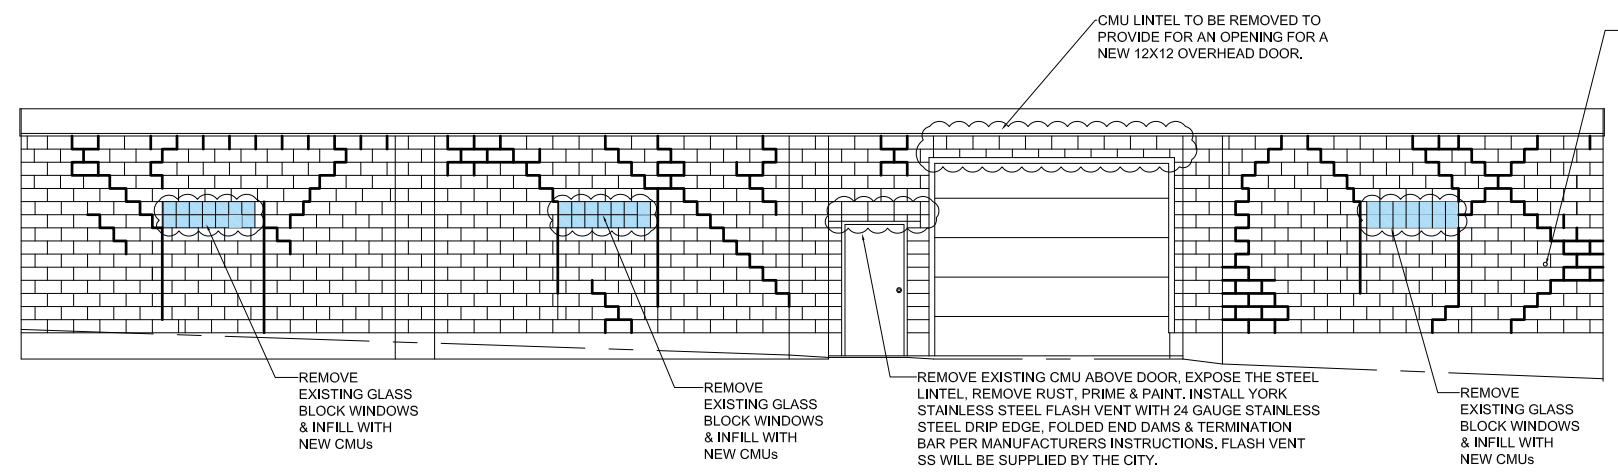 CMU LINTEL TO BE REMOVED TO
PROVIDE FOR AN OPENING FOR A
NEW 12X12 OVERHEAD DOOR.
REMOVE
EXISTING GLASS
BLOCK WINDOWS
& INFILL WITH
NEW CMUs
REMOVE
EXISTING GLASS
BLOCK WINDOWS
& INFILL WITH
NEW CMUs
REMOVE EXISTING CMU ABOVE DOOR, EXPOSE THE STEEL
LINTEL, REMOVE RUST, PRIME & PAINT. INSTALL YORK
STAINLESS STEEL FLASH VENT WITH 24 GAUGE STAINLESS
STEEL DRIP EDGE, FOLDED END DAMS & TERMINATION
BAR PER MANUFACTURERS INSTRUCTIONS. FLASH VENT
SS WILL BE SUPPLIED BY THE CITY.
REMOVE
EXISTING GLASS
BLOCK WINDOWS
& INFILL WITH
NEW CMUs